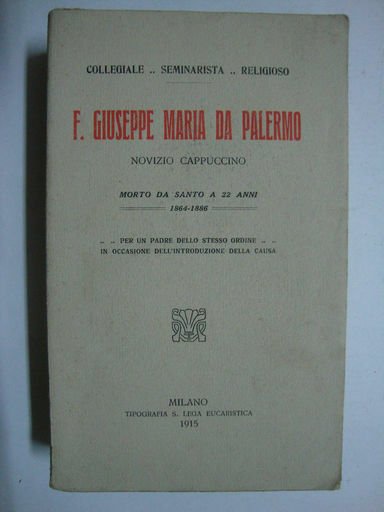 COLLEGIALE .. SEMINARISTA .. RELIGIOSO
F. GIUSEPPE MARIA DA PALERMO
NOVIZIO CAPPUCCINO
MORTO DA SANTO A 22 ANNI
1864-1886
.. .. PER UN PADRE DELLO STESSO ORDINE .. ..
IN OCCASIONE DELL'INTRODUZIONE DELLA CAUSA
MILANO
TIPOGRAFIA S. LEGA EUCARISTICA
1915